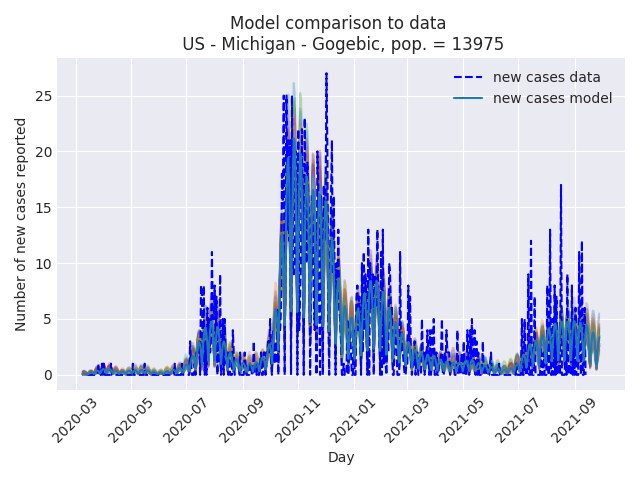 Model comparison to data
US - Michigan - Gogebic, pop. = 13975
new cases data
new cases model
Number of new cases reported
25
20
15
10
5
0
2020-03
2020-05
2020-07
2020-09
2020-11
2021-01
2021-03
2021-05
2021-07
2021-09
Day